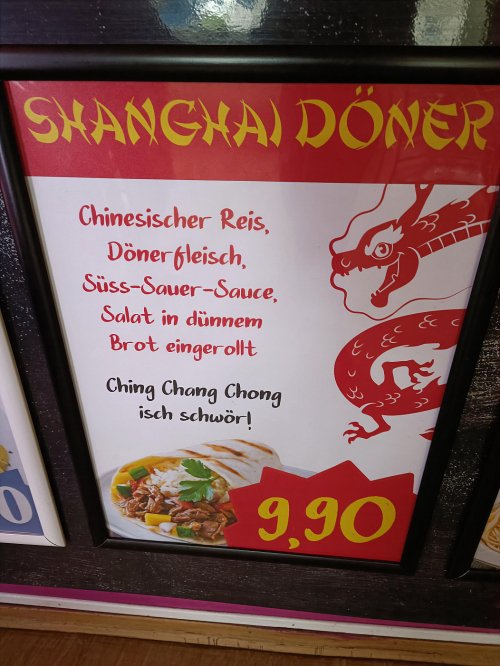 SHANGHAI DÖNER
Chinesischer Reis,
Dönerfleisch,
Süss-Sauer-Sauce,
Salat in dünnem
Brot eingerollt
Ching Chang Chong
isch schwör!
9,90
0